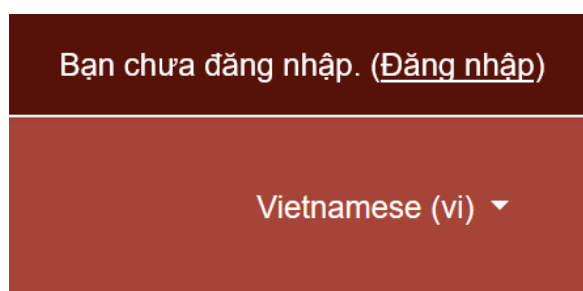 Bạn chưa đăng nhập. (Đăng nhập)
Vietnamese (vi)